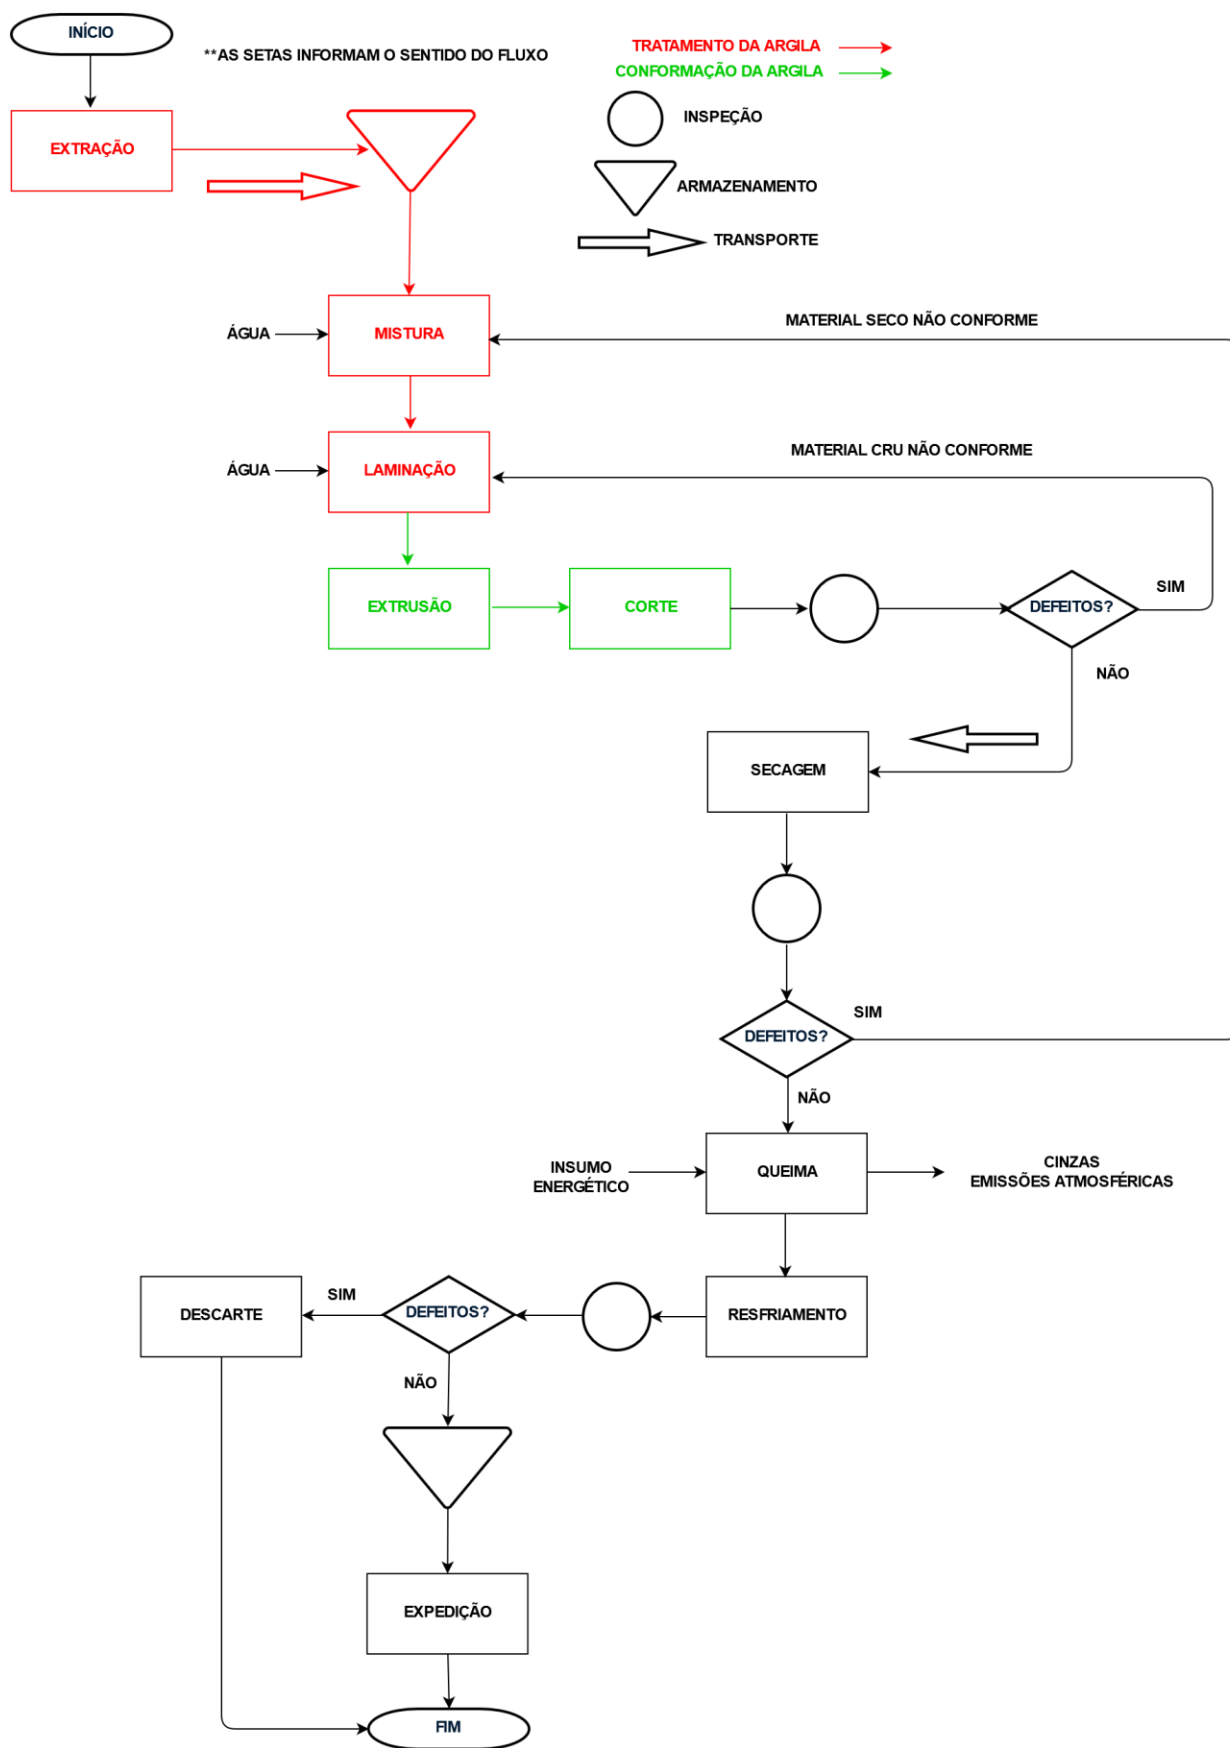 INÍCIO
**AS SETAS INFORMAM O SENTIDO DO FLUXO
TRATAMENTO DA ARGILA
CONFORMAÇÃO DA ARGILA
INSPEÇÃO
ARMAZENAMENTO
TRANSPORTE
EXTRAÇÃO
ÁGUA
MISTURA
MATERIAL SECO NÃO CONFORME
ÁGUA
LAMINAÇÃO
MATERIAL CRU NÃO CONFORME
EXTRUSÃO
CORTE
DEFEITOS?
SIM
NÃO
SECAGEM
DEFEITOS?
SIM
NÃO
INSUMO
ENERGÉTICO
QUEIMA
CINZAS
EMISSÕES ATMOSFÉRICAS
RESFRIAMENTO
DEFEITOS?
SIM
DESCARTE
NÃO
EXPEDIÇÃO
FIM